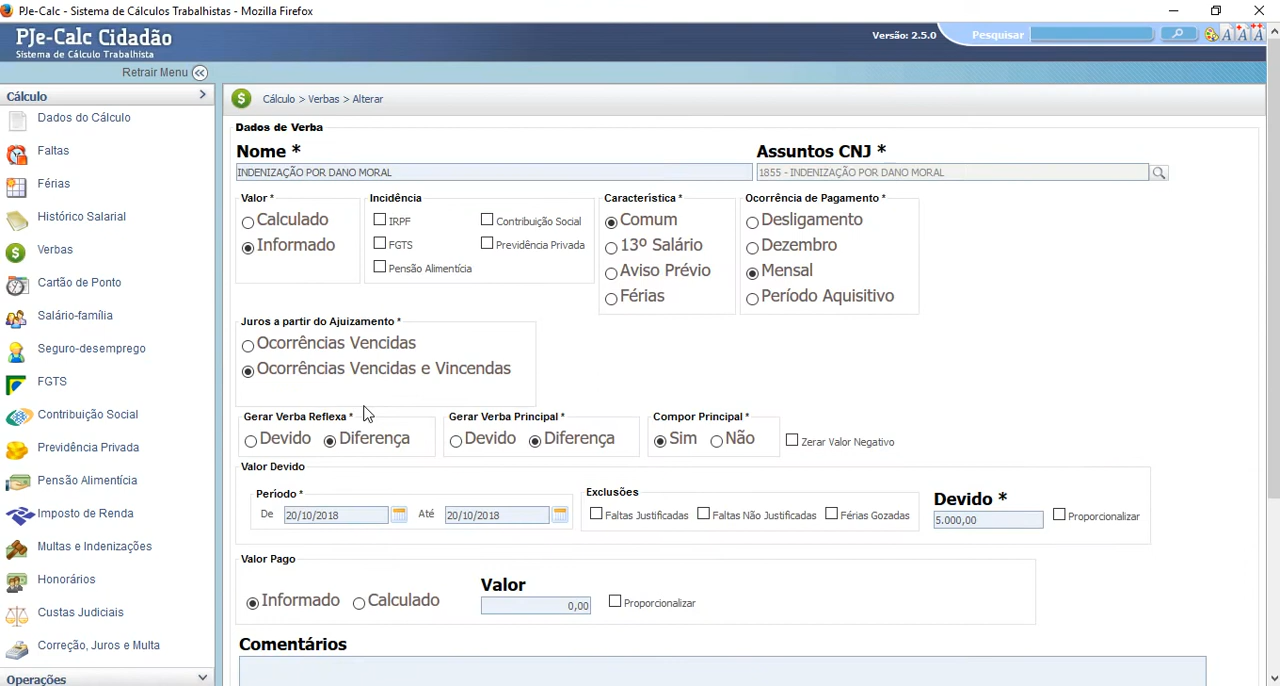 PJe-Calc - Sistema de Cálculos Trabalhistas - Mozilla Firefox
PJe-Calc Cidadão
Sistema de Cálculo Trabalhista
Versão: 2.5.0
Pesquisar
Retrair Menu
Cálculo
Dados do Cálculo
Faltas
Férias
Histórico Salarial
Verbas
Cartão de Ponto
Salário-família
Seguro-desemprego
FGTS
Contribuição Social
Previdência Privada
Pensão Alimentícia
Imposto de Renda
Multas e Indenizações
Honorários
Custas Judiciais
Correção, Juros e Multa
Operações
Cálculo > Verbas > Alterar
Dados de Verba
Nome * Assuntos CNJ *
INDENIZAÇÃO POR DANO MORAL 1855 - INDENIZAÇÃO POR DANO MORAL
Valor *
Calculado
Informado
Incidência
IRPF Contribuição Social
FGTS Previdência Privada
Pensão Alimentícia
Característica *
Comum
13º Salário
Aviso Prévio
Férias
Ocorrência de Pagamento *
Desligamento
Dezembro
Mensal
Período Aquisitivo
Juros a partir do Ajuizamento *
Ocorrências Vencidas
Ocorrências Vencidas e Vincendas
Gerar Verba Reflexa *
Devido Diferença
Gerar Verba Principal *
Devido Diferença
Compor Principal *
Sim Não
Zerar Valor Negativo
Valor Devido
Período *
De 20/10/2018 Até 20/10/2018
Exclusões
Faltas Justificadas Faltas Não Justificadas Férias Gozadas
Devido *
5.000,00 Proporcionalizar
Valor Pago
Informado Calculado
Valor
0,00 Proporcionalizar
Comentários